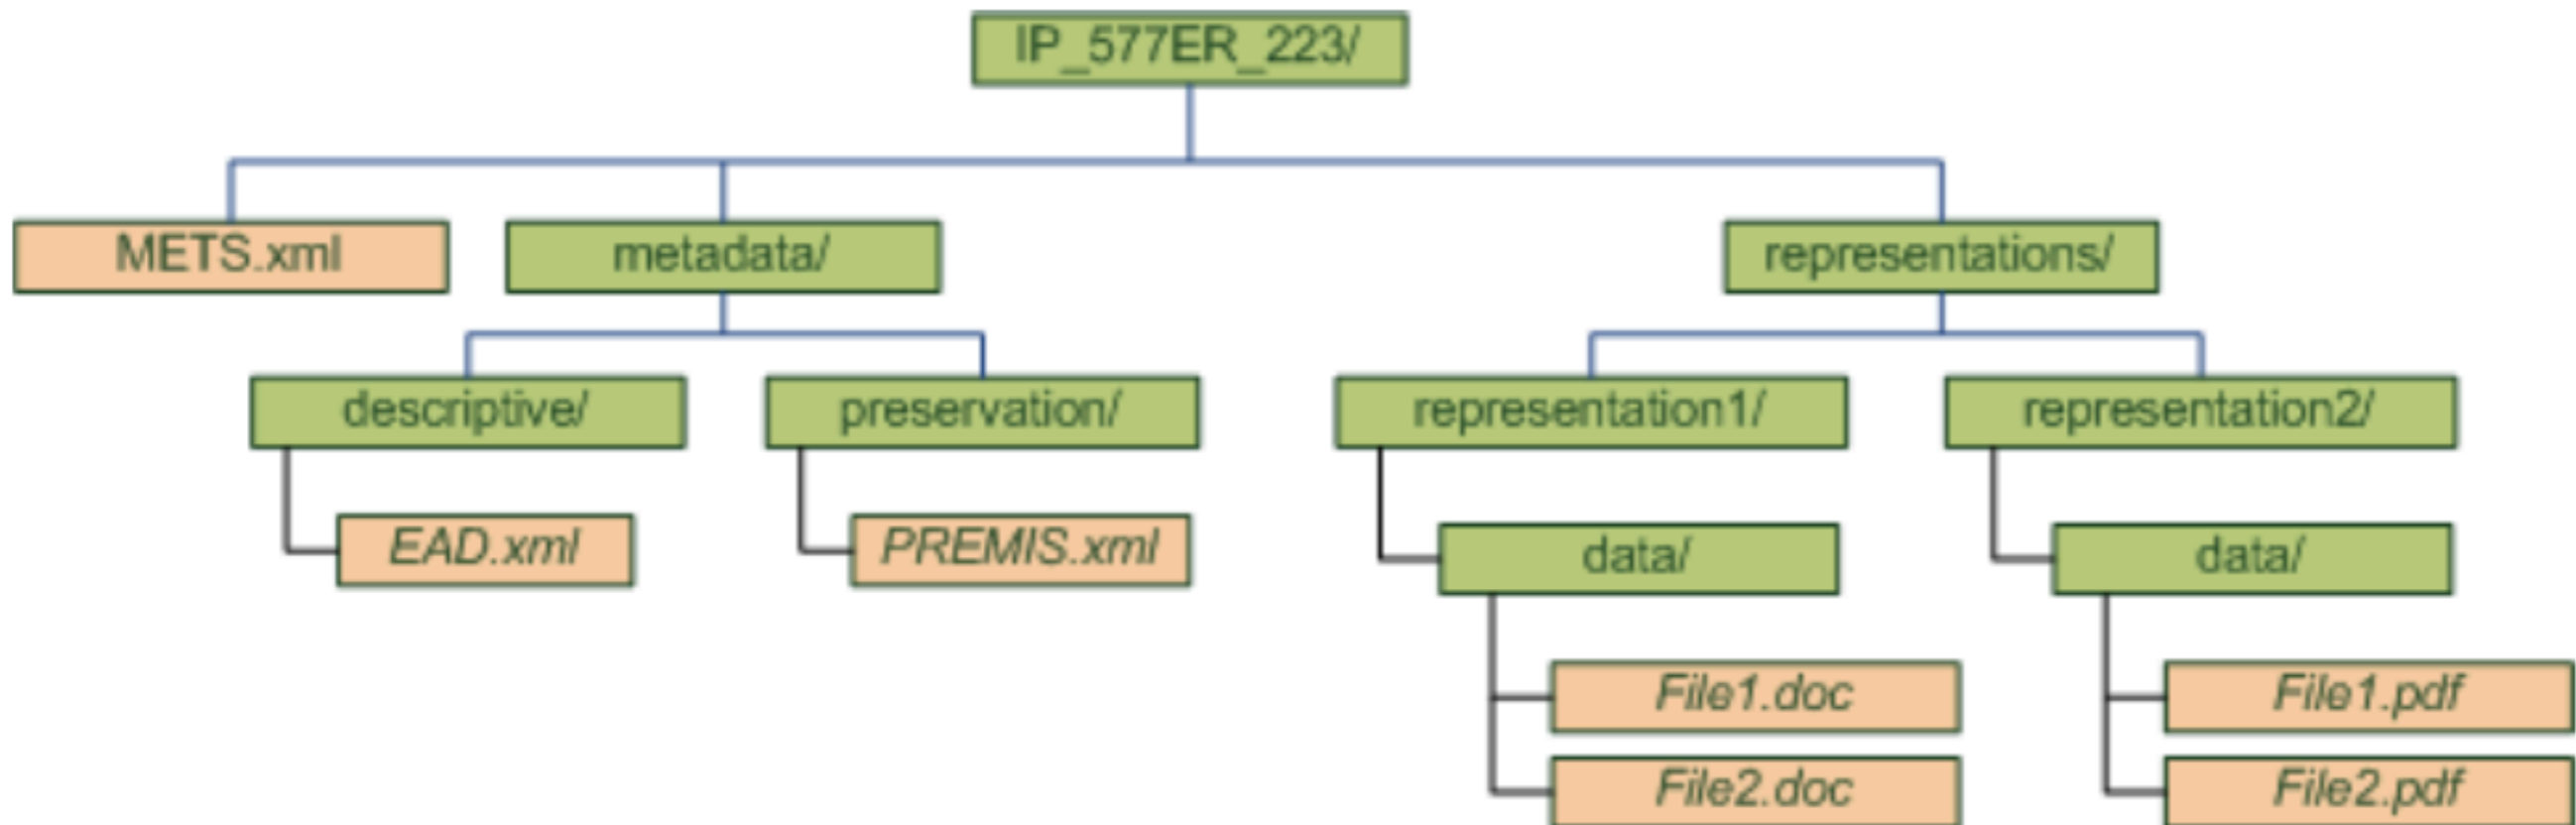 IP_577ER_223/
METS.xml
metadata/
representations/
descriptive/
preservation/
representation1/
representation2/
EAD.xml
PREMIS.xml
data/
data/
File1.doc
File1.pdf
File2.doc
File2.pdf